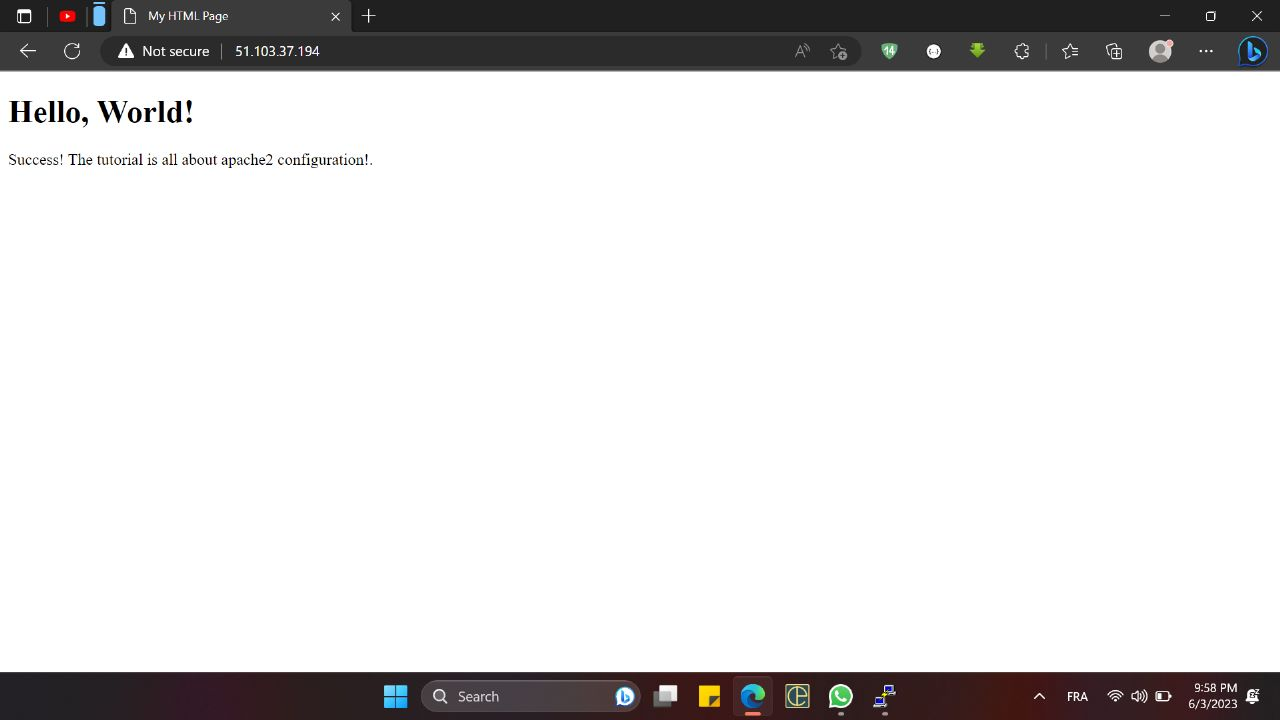 My HTML Page
Not secure
51.103.37.194
14
Hello, World!
Success! The tutorial is all about apache2 configuration!.
Search
FRA
9:58 PM
6/3/2023